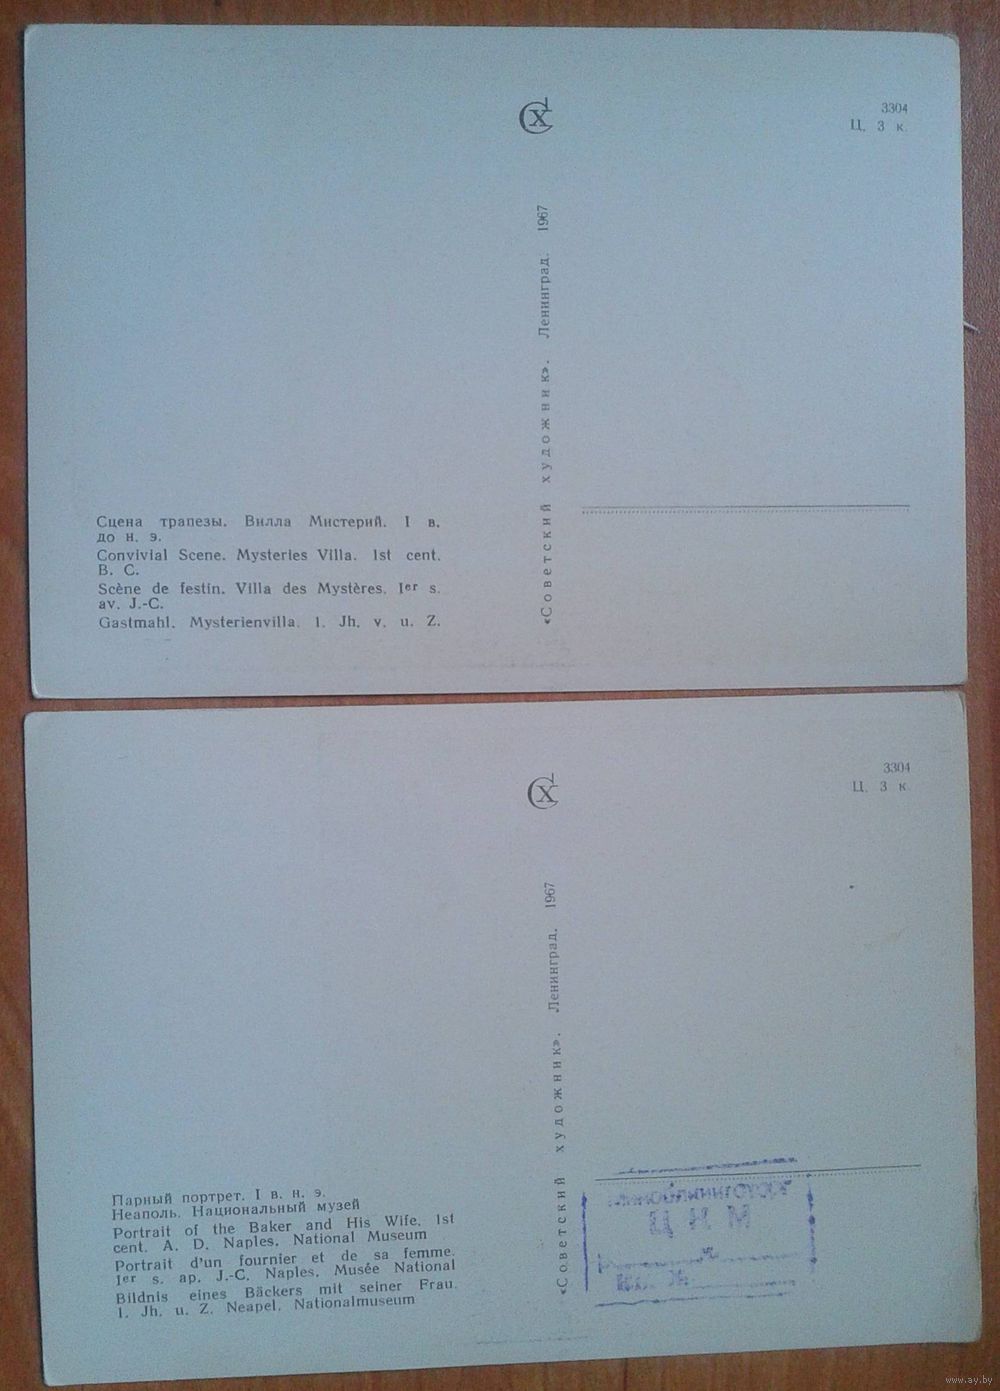 СХ
3304
Ц. 3 к.
«Советский художник». Ленинград. 1967
Сцена трапезы. Вилла Мистерий. I в.
до н. э.
Convivial Scene. Mysteries Villa. 1st cent.
B. C.
Scène de festin. Villa des Mystères. Ier s.
av. J.-C.
Gastmahl. Mysterienvilla. 1. Jh. v. u. Z.
СХ
3304
Ц. 3 к.
«Советский художник». Ленинград. 1967
Парный портрет. I в. н. э.
Неаполь. Национальный музей
Portrait of the Baker and His Wife. 1st
cent. A. D. Naples. National Museum
Portrait d'un fournier et de sa femme.
Ier s. ap. J.-C. Naples. Musée National
Bildnis eines Bäckers mit seiner Frau.
1. Jh. u. Z. Neapel. Nationalmuseum
www.ay.by